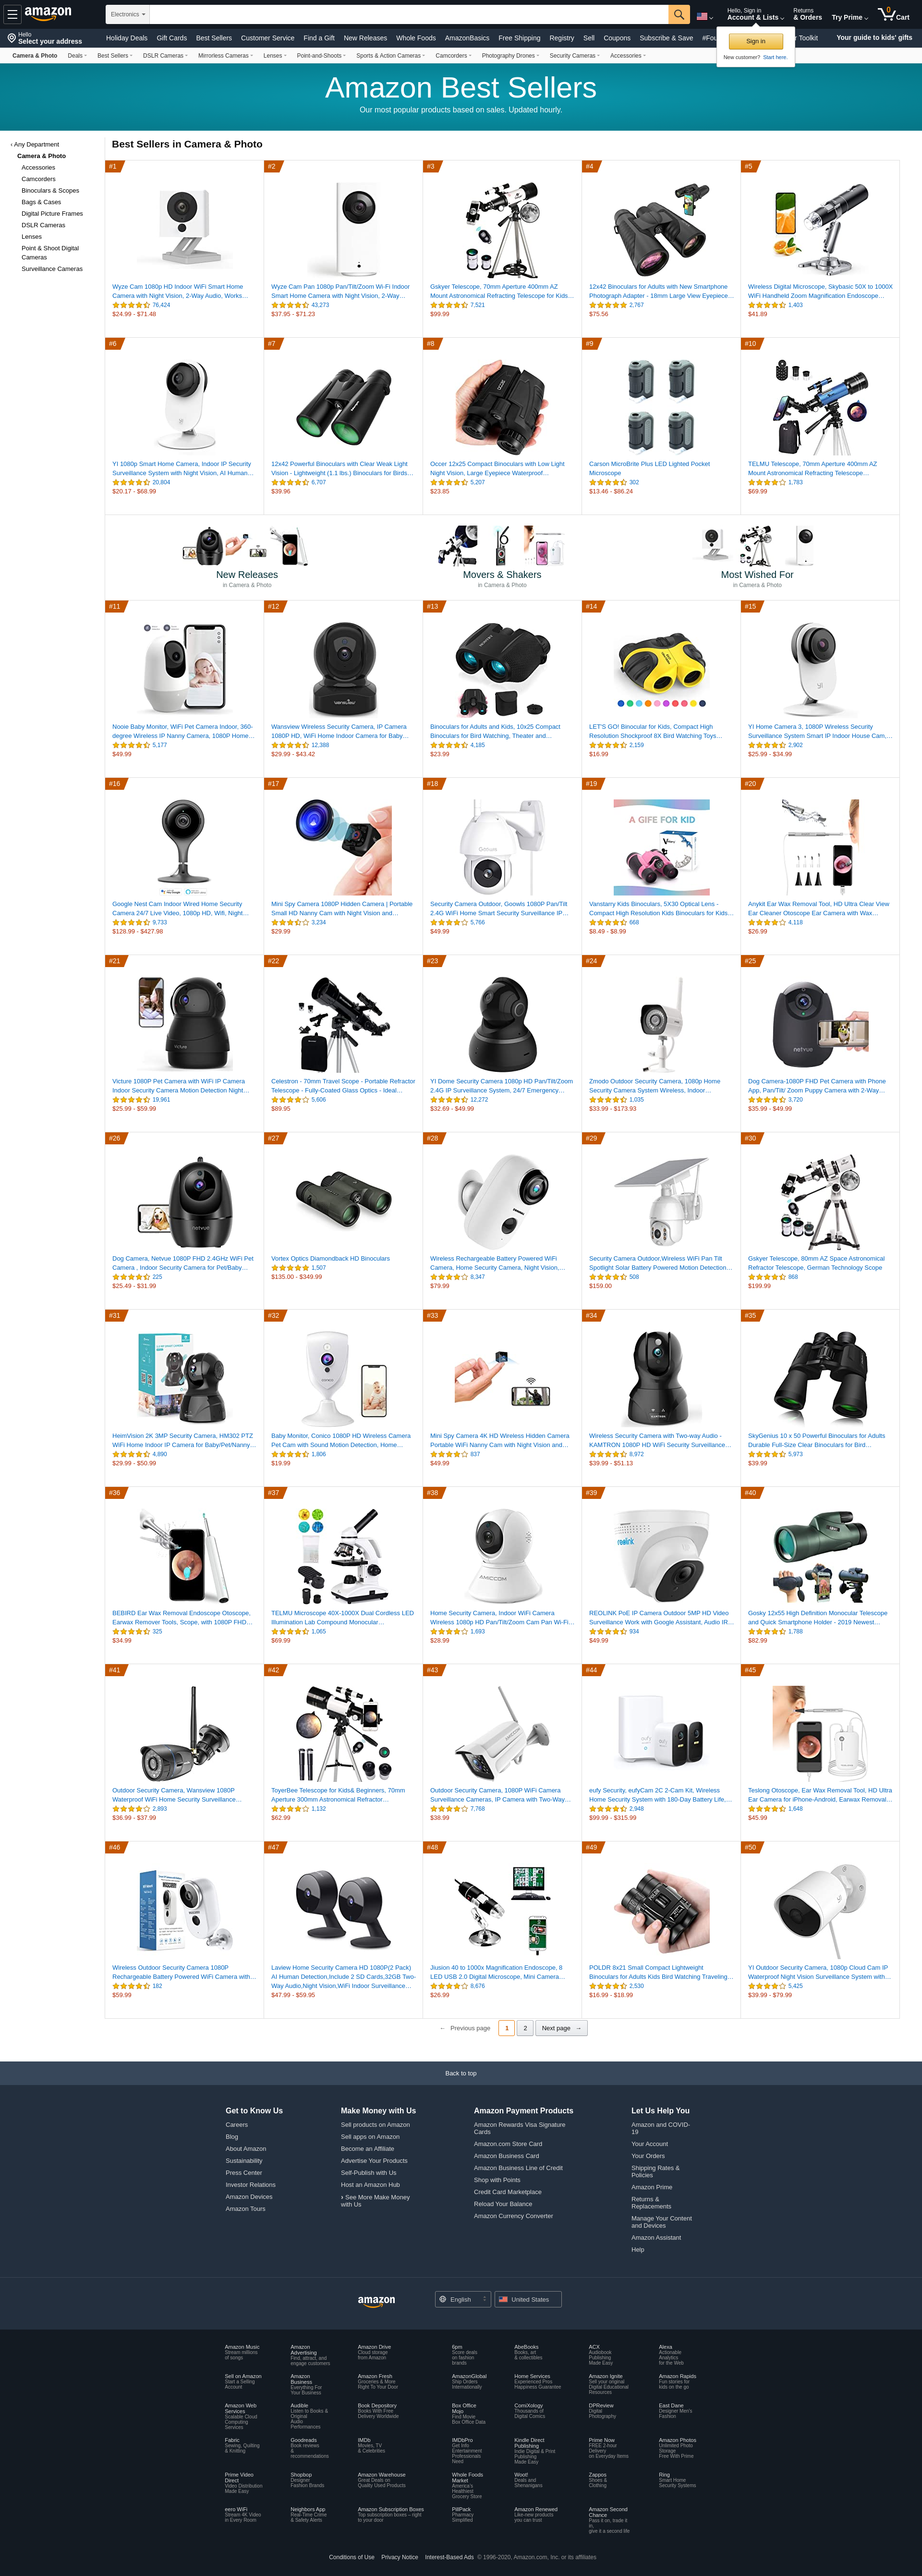 amazon
Electronics
Hello, Sign in
Account & Lists
Returns
& Orders
Try Prime
0
Cart
Hello
Select your address
Holiday Deals Gift Cards Best Sellers Customer Service Find a Gift New Releases Whole Foods AmazonBasics Free Shipping Registry Sell Coupons Subscribe & Save Toolkit
Your guide to kids' gifts
Sign in
New customer? Start here.
Camera & Photo Deals Best Sellers DSLR Cameras Mirrorless Cameras Lenses Point-and-Shoots Sports & Action Cameras Camcorders Photography Drones Security Cameras Accessories
Amazon Best Sellers
Our most popular products based on sales. Updated hourly.
‹ Any Department
Camera & Photo
Accessories
Camcorders
Binoculars & Scopes
Bags & Cases
Digital Picture Frames
DSLR Cameras
Lenses
Point & Shoot Digital
Cameras
Surveillance Cameras
Best Sellers in Camera & Photo
#1
Wyze Cam 1080p HD Indoor WiFi Smart Home
Camera with Night Vision, 2-Way Audio, Works…
76,424
$24.99 - $71.48
#2
Wyze Cam Pan 1080p Pan/Tilt/Zoom Wi-Fi Indoor
Smart Home Camera with Night Vision, 2-Way…
43,273
$37.95 - $71.23
#3
Gskyer Telescope, 70mm Aperture 400mm AZ
Mount Astronomical Refracting Telescope for Kids…
7,521
$99.99
#4
12x42 Binoculars for Adults with New Smartphone
Photograph Adapter - 18mm Large View Eyepiece…
2,767
$75.56
#5
Wireless Digital Microscope, Skybasic 50X to 1000X
WiFi Handheld Zoom Magnification Endoscope…
1,403
$41.89
#6
YI 1080p Smart Home Camera, Indoor IP Security
Surveillance System with Night Vision, AI Human…
20,804
$20.17 - $68.99
#7
12x42 Powerful Binoculars with Clear Weak Light
Vision - Lightweight (1.1 lbs.) Binoculars for Birds…
6,707
$39.96
#8
Occer 12x25 Compact Binoculars with Low Light
Night Vision, Large Eyepiece Waterproof…
5,207
$23.85
#9
Carson MicroBrite Plus LED Lighted Pocket
Microscope
302
$13.46 - $86.24
#10
TELMU Telescope, 70mm Aperture 400mm AZ
Mount Astronomical Refracting Telescope…
1,783
$69.99
New Releases
in Camera & Photo
Movers & Shakers
in Camera & Photo
Most Wished For
in Camera & Photo
#11
Nooie Baby Monitor, WiFi Pet Camera Indoor, 360-
degree Wireless IP Nanny Camera, 1080P Home…
5,177
$49.99
#12
Wansview Wireless Security Camera, IP Camera
1080P HD, WiFi Home Indoor Camera for Baby…
12,388
$29.99 - $43.42
#13
Binoculars for Adults and Kids, 10x25 Compact
Binoculars for Bird Watching, Theater and…
4,185
$23.99
#14
LET'S GO! Binocular for Kids, Compact High
Resolution Shockproof 8X Bird Watching Toys…
2,159
$16.99
#15
YI Home Camera 3, 1080P Wireless Security
Surveillance System Smart IP Indoor House Cam,…
2,902
$25.99 - $34.99
#16
Google Nest Cam Indoor Wired Home Security
Camera 24/7 Live Video, 1080p HD, Wifi, Night…
9,733
$128.99 - $427.98
#17
Mini Spy Camera 1080P Hidden Camera | Portable
Small HD Nanny Cam with Night Vision and…
3,234
$29.99
#18
Security Camera Outdoor, Goowls 1080P Pan/Tilt
2.4G WiFi Home Smart Security Surveillance IP…
5,766
$49.99
#19
A GIFE FOR KID
Vanstarry Kids Binoculars, 5X30 Optical Lens -
Compact High Resolution Kids Binoculars for Kids…
668
$8.49 - $8.99
#20
Anykit Ear Wax Removal Tool, HD Ultra Clear View
Ear Cleaner Otoscope Ear Camera with Wax…
4,118
$26.99
#21
Victure 1080P Pet Camera with WiFi IP Camera
Indoor Security Camera Motion Detection Night…
19,961
$25.99 - $59.99
#22
Celestron - 70mm Travel Scope - Portable Refractor
Telescope - Fully-Coated Glass Optics - Ideal…
5,606
$89.95
#23
YI Dome Security Camera 1080p HD Pan/Tilt/Zoom
2.4G IP Surveillance System, 24/7 Emergency…
12,272
$32.69 - $49.99
#24
Zmodo Outdoor Security Camera, 1080p Home
Security Camera System Wireless, Indoor…
1,035
$33.99 - $173.93
#25
netvue
Dog Camera-1080P FHD Pet Camera with Phone
App, Pan/Tilt/ Zoom Puppy Camera with 2-Way…
3,720
$35.99 - $49.99
#26
netvue
Dog Camera, Netvue 1080P FHD 2.4GHz WiFi Pet
Camera , Indoor Security Camera for Pet/Baby…
225
$25.49 - $31.99
#27
Vortex Optics Diamondback HD Binoculars
1,507
$135.00 - $349.99
#28
Wireless Rechargeable Battery Powered WiFi
Camera, Home Security Camera, Night Vision,…
8,347
$79.99
#29
Security Camera Outdoor,Wireless WiFi Pan Tilt
Spotlight Solar Battery Powered Motion Detection…
508
$159.00
#30
Gskyer Telescope, 80mm AZ Space Astronomical
Refractor Telescope, German Technology Scope
868
$199.99
#31
HeimVision 2K 3MP Security Camera, HM302 PTZ
WiFi Home Indoor IP Camera for Baby/Pet/Nanny…
4,890
$29.99 - $50.99
#32
Baby Monitor, Conico 1080P HD Wireless Camera
Pet Cam with Sound Motion Detection, Home…
1,806
$19.99
#33
Mini Spy Camera 4K HD Wireless Hidden Camera
Portable WiFi Nanny Cam with Night Vision and…
837
$49.99
#34
Wireless Security Camera with Two-way Audio -
KAMTRON 1080P HD WiFi Security Surveillance…
8,972
$39.99 - $51.13
#35
SkyGenius 10 x 50 Powerful Binoculars for Adults
Durable Full-Size Clear Binoculars for Bird…
5,973
$39.99
#36
BEBIRD Ear Wax Removal Endoscope Otoscope,
Earwax Remover Tools, Scope, with 1080P FHD…
325
$34.99
#37
TELMU Microscope 40X-1000X Dual Cordless LED
Illumination Lab Compound Monocular…
1,065
$69.99
#38
AMICCOM
Home Security Camera, Indoor WiFi Camera
Wireless 1080p HD Pan/Tilt/Zoom Cam Pan Wi-Fi…
1,693
$28.99
#39
reolink
REOLINK PoE IP Camera Outdoor 5MP HD Video
Surveillance Work with Google Assistant, Audio IR…
934
$49.99
#40
Gosky 12x55 High Definition Monocular Telescope
and Quick Smartphone Holder - 2019 Newest…
1,788
$82.99
#41
Outdoor Security Camera, Wansview 1080P
Waterproof WiFi Home Security Surveillance…
2,893
$36.99 - $37.99
#42
ToyerBee Telescope for Kids& Beginners, 70mm
Aperture 300mm Astronomical Refractor…
1,132
$62.99
#43
Outdoor Security Camera, 1080P WiFi Camera
Surveillance Cameras, IP Camera with Two-Way…
7,768
$38.99
#44
eufy Security, eufyCam 2C 2-Cam Kit, Wireless
Home Security System with 180-Day Battery Life,…
2,948
$99.99 - $315.99
#45
Teslong Otoscope, Ear Wax Removal Tool, HD Ultra
Ear Camera for iPhone-Android, Earwax Removal…
1,648
$45.99
#46
Wireless Outdoor Security Camera 1080P
Rechargeable Battery Powered WiFi Camera with…
182
$59.99
#47
Laview Home Security Camera HD 1080P(2 Pack)
AI Human Detection,Include 2 SD Cards,32GB Two-
Way Audio,Night Vision,WiFi Indoor Surveillance…
$47.99 - $59.95
#48
Jiusion 40 to 1000x Magnification Endoscope, 8
LED USB 2.0 Digital Microscope, Mini Camera…
8,676
$26.99
#49
POLDR 8x21 Small Compact Lightweight
Binoculars for Adults Kids Bird Watching Traveling…
2,530
$16.99 - $18.99
#50
YI Outdoor Security Camera, 1080p Cloud Cam IP
Waterproof Night Vision Surveillance System with…
5,425
$39.99 - $79.99
← Previous page 1 2 Next page →
Back to top
Get to Know Us
Careers
Blog
About Amazon
Sustainability
Press Center
Investor Relations
Amazon Devices
Amazon Tours
Make Money with Us
Sell products on Amazon
Sell apps on Amazon
Become an Affiliate
Advertise Your Products
Self-Publish with Us
Host an Amazon Hub
› See More Make Money
with Us
Amazon Payment Products
Amazon Rewards Visa Signature
Cards
Amazon.com Store Card
Amazon Business Card
Amazon Business Line of Credit
Shop with Points
Credit Card Marketplace
Reload Your Balance
Amazon Currency Converter
Let Us Help You
Amazon and COVID-
19
Your Account
Your Orders
Shipping Rates &
Policies
Amazon Prime
Returns &
Replacements
Manage Your Content
and Devices
Amazon Assistant
Help
amazon
English
United States
Amazon Music
Stream millions
of songs
Amazon
Advertising
Find, attract, and
engage customers
Amazon Drive
Cloud storage
from Amazon
6pm
Score deals
on fashion
brands
AbeBooks
Books, art
& collectibles
ACX
Audiobook
Publishing
Made Easy
Alexa
Actionable
Analytics
for the Web
Sell on Amazon
Start a Selling
Account
Amazon
Business
Everything For
Your Business
Amazon Fresh
Groceries & More
Right To Your Door
AmazonGlobal
Ship Orders
Internationally
Home Services
Experienced Pros
Happiness Guarantee
Amazon Ignite
Sell your original
Digital Educational
Resources
Amazon Rapids
Fun stories for
kids on the go
Amazon Web
Services
Scalable Cloud
Computing
Services
Audible
Listen to Books &
Original
Audio
Performances
Book Depository
Books With Free
Delivery Worldwide
Box Office
Mojo
Find Movie
Box Office Data
ComiXology
Thousands of
Digital Comics
DPReview
Digital
Photography
East Dane
Designer Men's
Fashion
Fabric
Sewing, Quilting
& Knitting
Goodreads
Book reviews
&
recommendations
IMDb
Movies, TV
& Celebrities
IMDbPro
Get Info
Entertainment
Professionals
Need
Kindle Direct
Publishing
Indie Digital & Print
Publishing
Made Easy
Prime Now
FREE 2-hour
Delivery
on Everyday Items
Amazon Photos
Unlimited Photo
Storage
Free With Prime
Prime Video
Direct
Video Distribution
Made Easy
Shopbop
Designer
Fashion Brands
Amazon Warehouse
Great Deals on
Quality Used Products
Whole Foods
Market
America's
Healthiest
Grocery Store
Woot!
Deals and
Shenanigans
Zappos
Shoes &
Clothing
Ring
Smart Home
Security Systems
eero WiFi
Stream 4K Video
in Every Room
Neighbors App
Real-Time Crime
& Safety Alerts
Amazon Subscription Boxes
Top subscription boxes – right
to your door
PillPack
Pharmacy
Simplified
Amazon Renewed
Like-new products
you can trust
Amazon Second
Chance
Pass it on, trade it
in,
give it a second life
Conditions of Use Privacy Notice Interest-Based Ads © 1996-2020, Amazon.com, Inc. or its affiliates